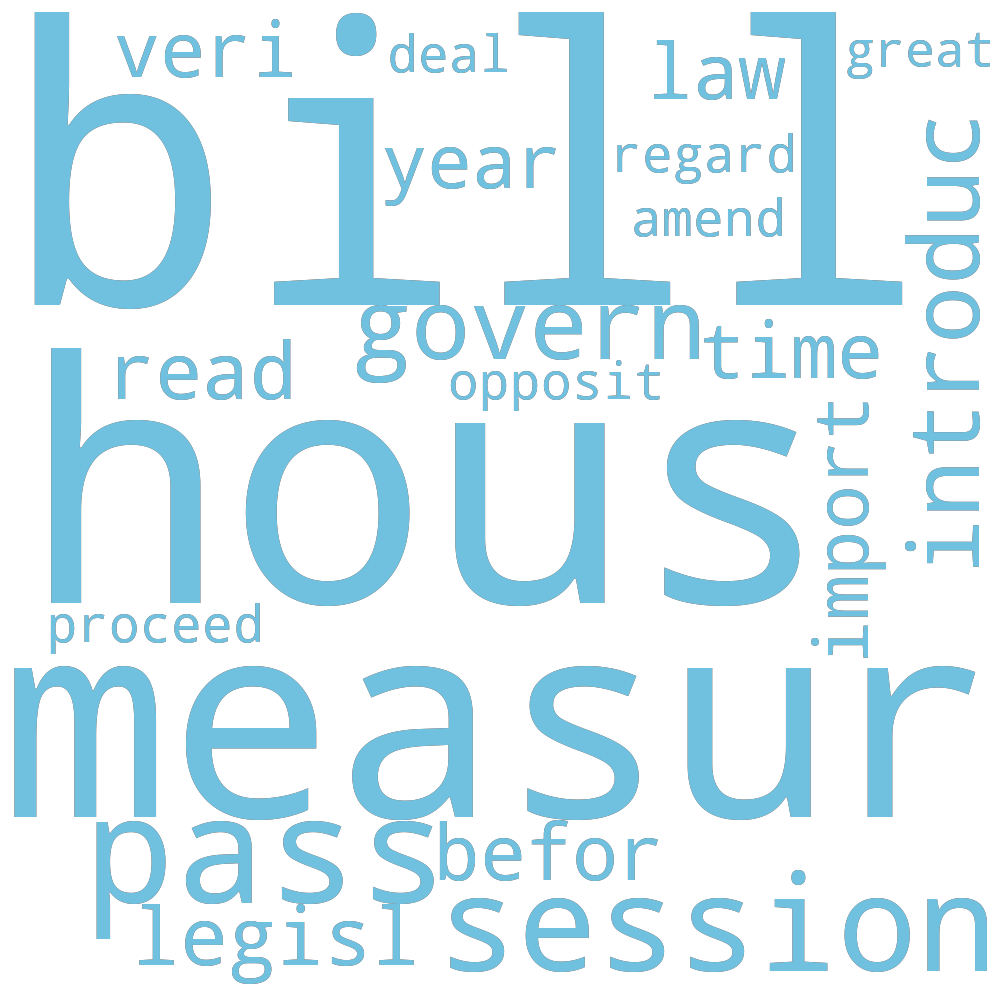 veri
deal
law
great
bill
year
regard
amend
introduc
govern
time
read
opposit
hous
import
proceed
measur
pass
befor
legisl
session